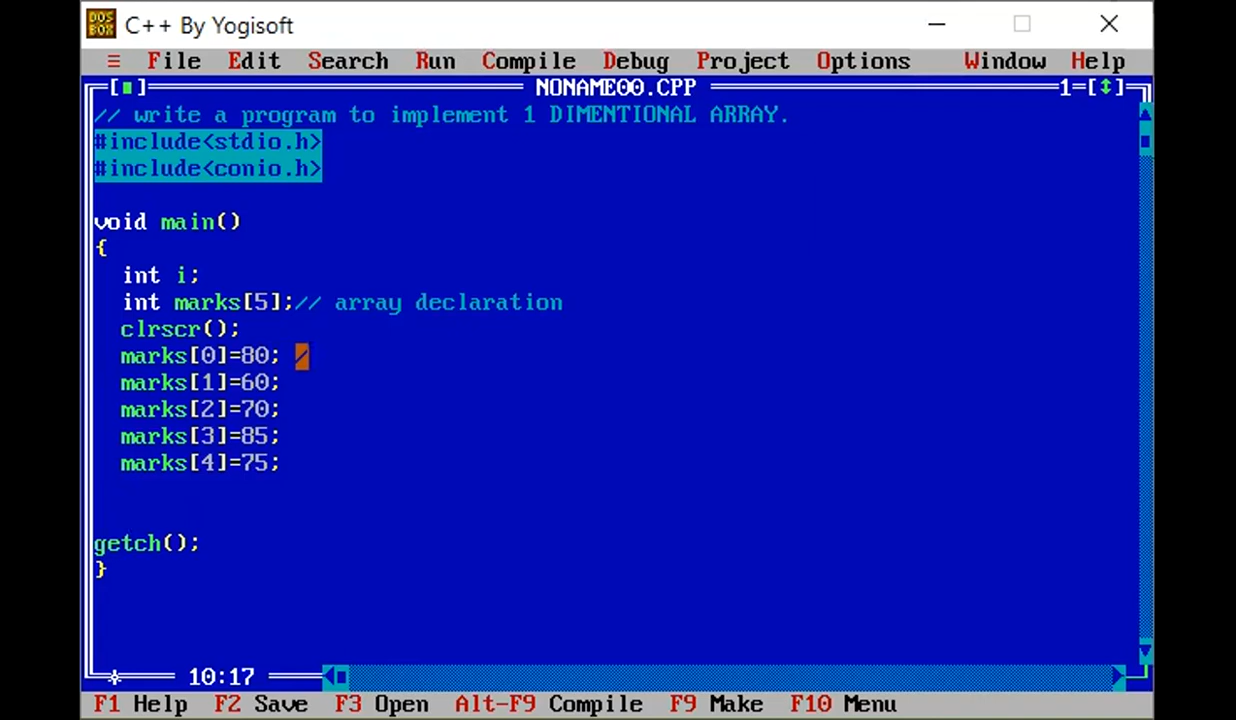 DOS BOX C++ By Yogisoft
≡ File Edit Search Run Compile Debug Project Options Window Help
NONAME00.CPP 1=[↕]
// write a program to implement 1 DIMENTIONAL ARRAY.
#include<stdio.h>
#include<conio.h>
void main()
{
int i;
int marks[5];// array declaration
clrscr();
marks[0]=80; /
marks[1]=60;
marks[2]=70;
marks[3]=85;
marks[4]=75;
getch();
}
10:17
F1 Help F2 Save F3 Open Alt-F9 Compile F9 Make F10 Menu